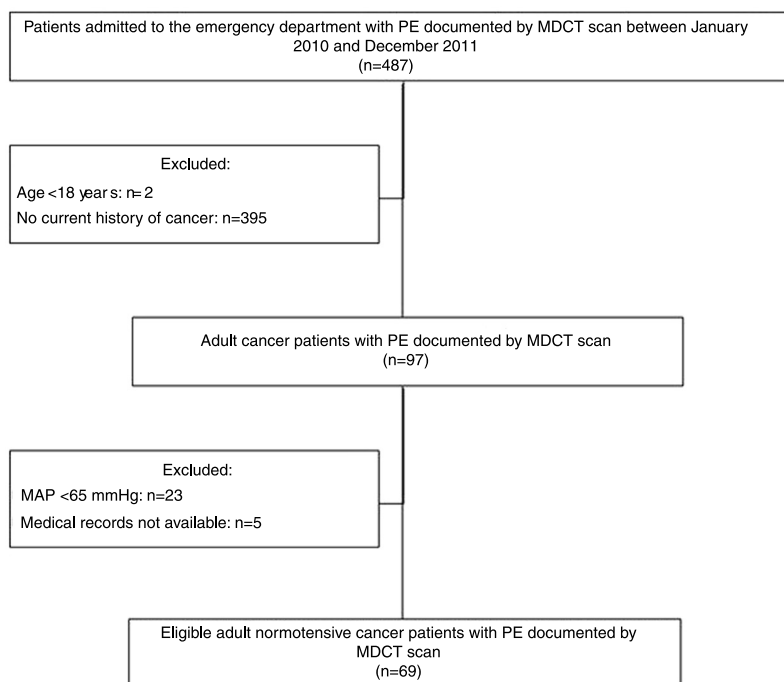 Patients admitted to the emergency department with PE documented by MDCT scan between January
2010 and December 2011
(n=487)
Excluded:
Age <18 years: n=2
No current history of cancer: n=395
Adult cancer patients with PE documented by MDCT scan
(n=97)
Excluded:
MAP <65 mmHg: n=23
Medical records not available: n=5
Eligible adult normotensive cancer patients with PE documented by
MDCT scan
(n=69)